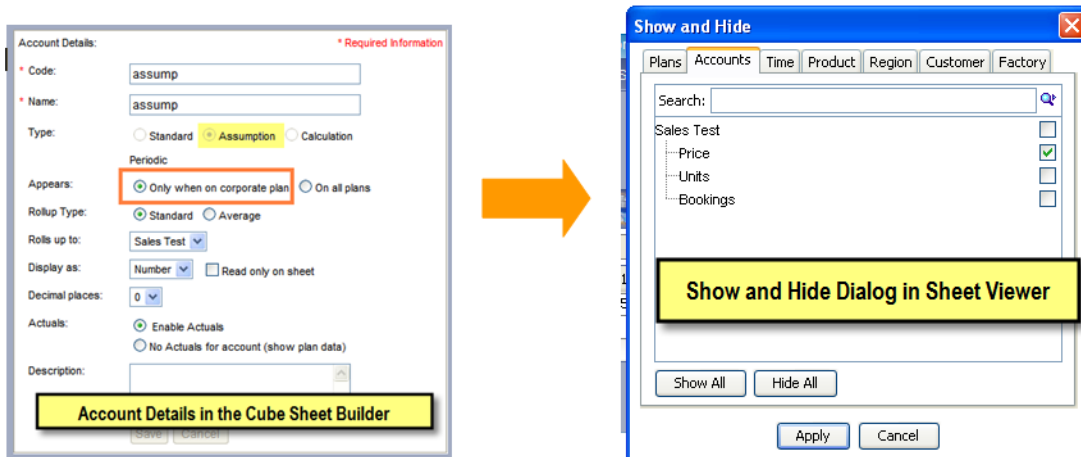 Account Details:
* Required Information
* Code:
assump
* Name:
assump
Type:
Standard Assumption Calculation
Periodic
Appears:
Only when on corporate plan On all plans
Rollup Type:
Standard Average
Rolls up to:
Sales Test
Display as:
Number Read only on sheet
Decimal places:
0
Actuals:
Enable Actuals
No Actuals for account (show plan data)
Description:
Account Details in the Cube Sheet Builder
Save Cancel
Show and Hide
Plans Accounts Time Product Region Customer Factory
Search:
Sales Test
Price
Units
Bookings
Show and Hide Dialog in Sheet Viewer
Show All Hide All
Apply Cancel